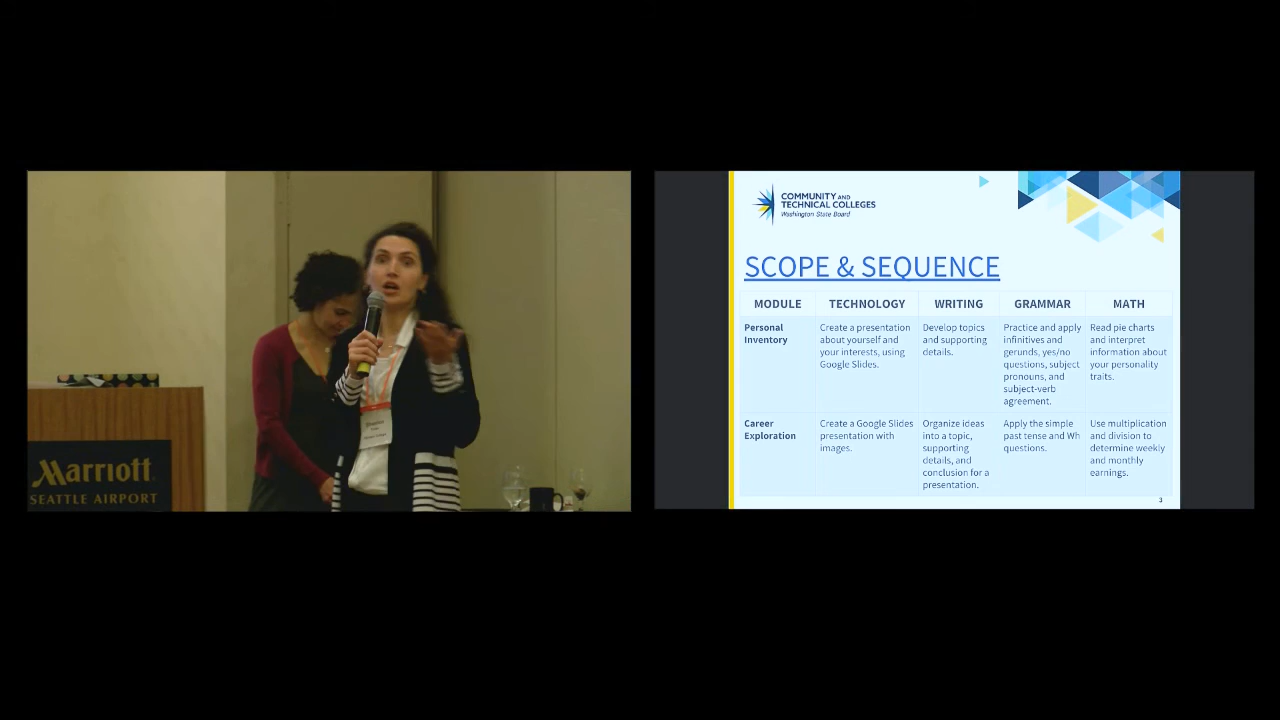 Marriott.
SEATTLE AIRPORT
COMMUNITY AND
TECHNICAL COLLEGES
Washington State Board
SCOPE & SEQUENCE
MODULE TECHNOLOGY WRITING GRAMMAR MATH
Personal
Inventory
Create a presentation
about yourself and
your interests, using
Google Slides.
Develop topics
and supporting
details.
Practice and apply
infinitives and
gerunds, yes/no
questions, subject
pronouns, and
subject-verb
agreement.
Read pie charts
and interpret
information about
your personality
traits.
Career
Exploration
Create a Google Slides
presentation with
images.
Organize ideas
into a topic,
supporting
details, and
conclusion for a
presentation.
Apply the simple
past tense and Wh
questions.
Use multiplication
and division to
determine weekly
and monthly
earnings.
3